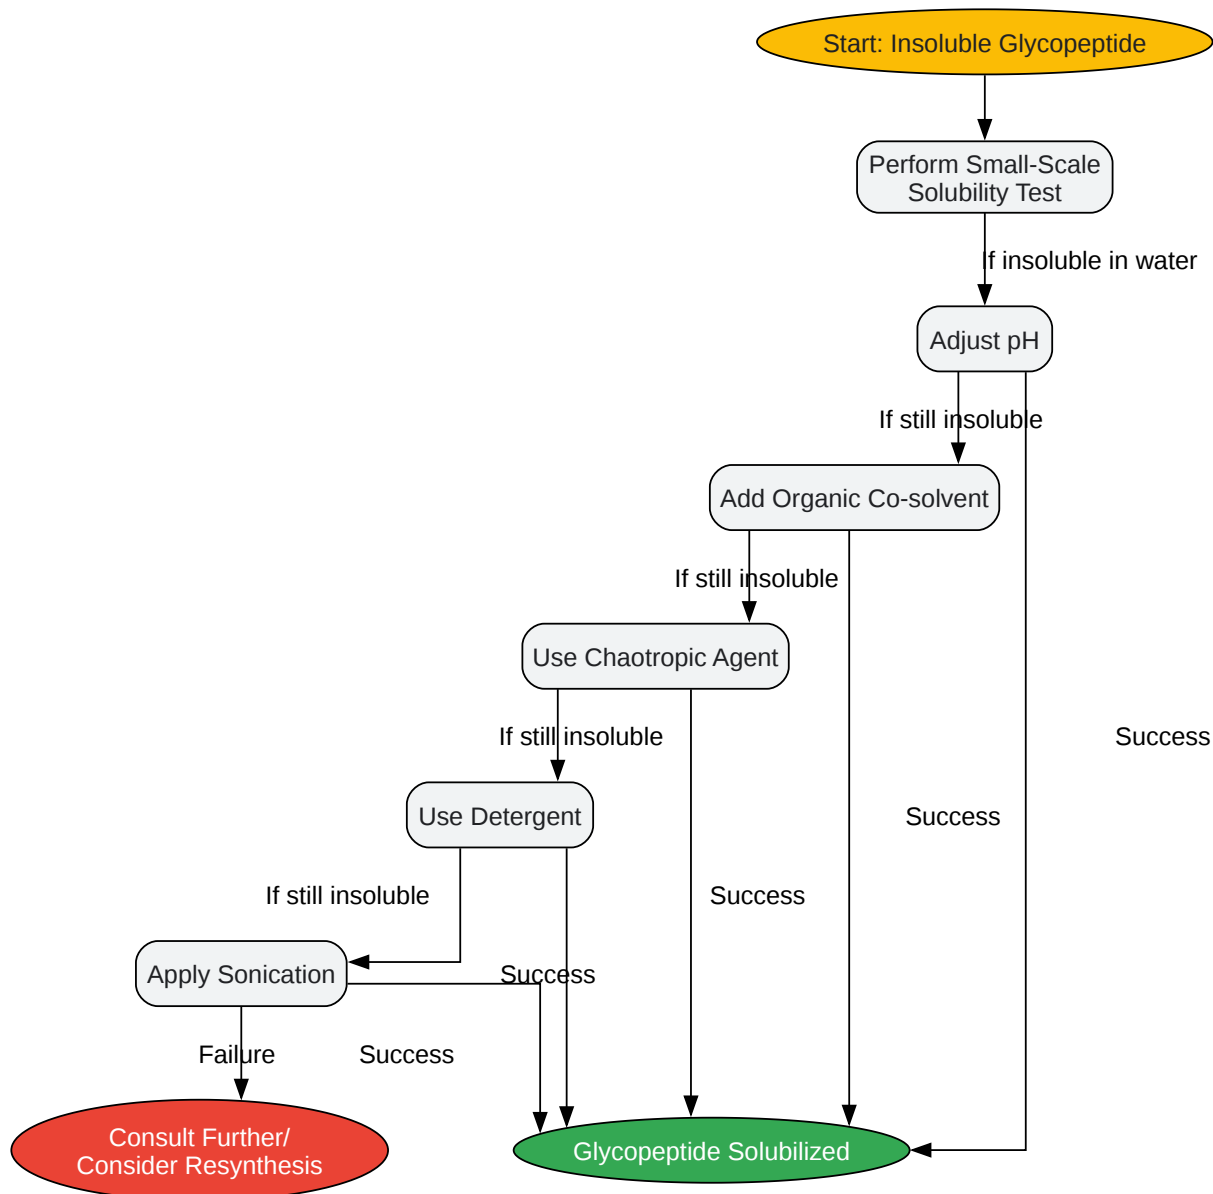 Start: Insoluble Glycopeptide
Perform Small-Scale
Solubility Test
If insoluble in water
Adjust pH
If still insoluble
Add Organic Co-solvent
If still insoluble
Use Chaotropic Agent
If still insoluble
Success
Use Detergent
Success
If still insoluble
Success
Apply Sonication
Success
Failure
Success
Consult Further/
Consider Resynthesis
Glycopeptide Solubilized